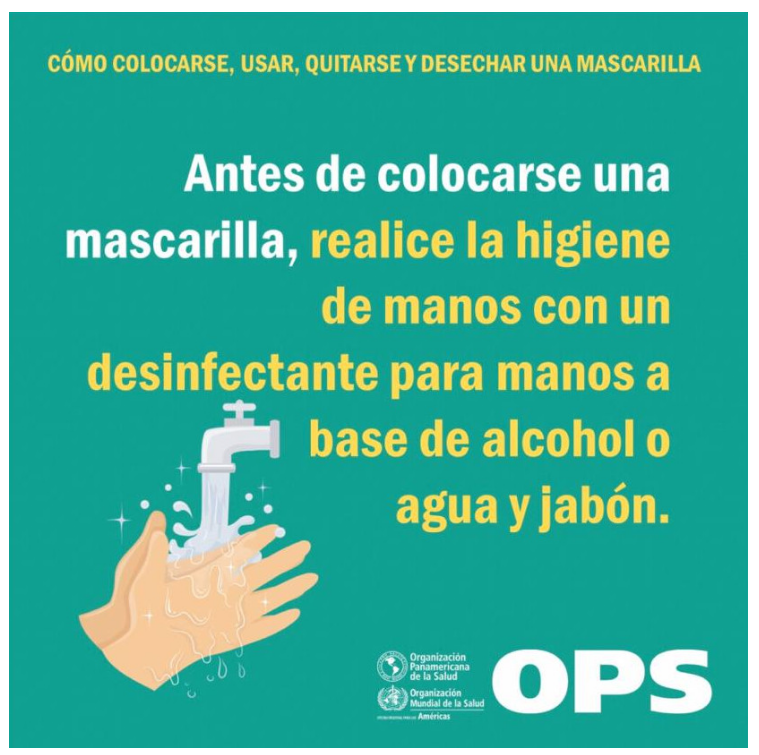 CÓMO COLOCARSE, USAR, QUITARSE Y DESECHAR UNA MASCARILLA
Antes de colocarse una
mascarilla, realice la higiene
de manos con un
desinfectante para manos a
base de alcohol o
agua y jabón.
Organización
Panamericana
de la Salud
Organización
Mundial de la Salud
Américas
OPS